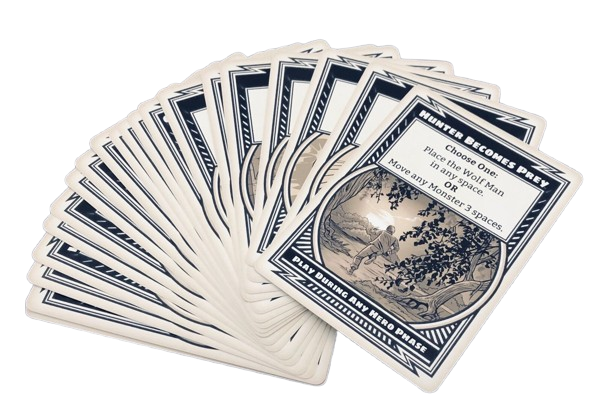 HUNTER BECOMES PREY
Choose One:
Place the Wolf Man
in any space.
OR
Move any Monster 3 spaces.
PLAY DURING ANY HERO PHASE